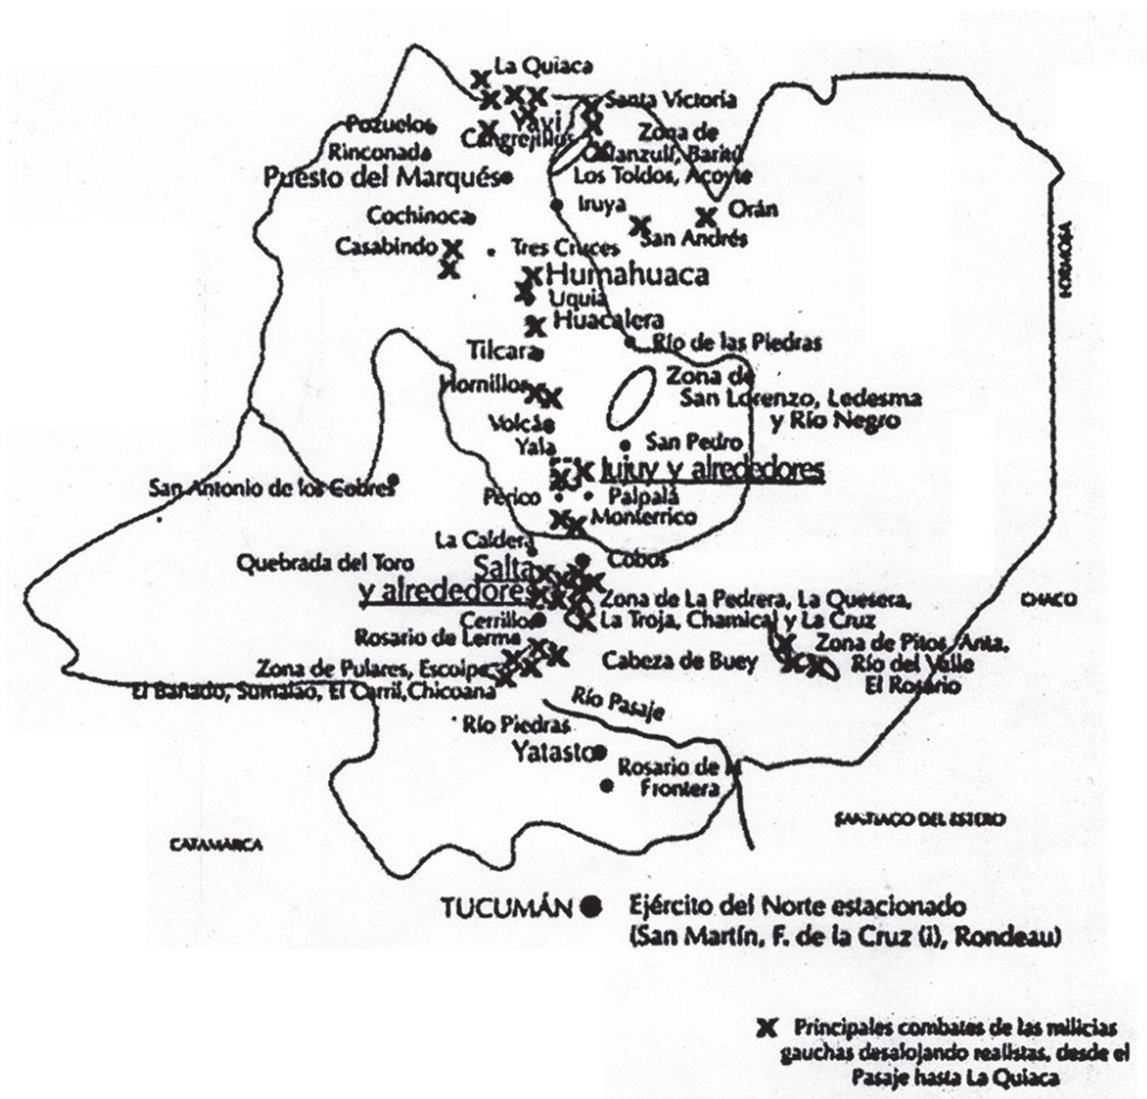 La Quiaca
Santa Victoria
Pozuelos
Yavi
Cangrejillos
Zona de
Rinconada
Calanzulí, Baritú
Puesto del Marqués
Los Toldos, Acoyte
Iruya
Orán
Cochinoca
San Andrés
Casabindo
Tres Cruces
FORMOSA
Humahuaca
Uquia
Huacalera
Río de las Piedras
Tilcara
Zona de
Hornillos
San Lorenzo, Ledesma
y Río Negro
Volcán
Yala
San Pedro
Jujuy y alrededores
San Antonio de los Cobres
Perico
Palpalá
Monterrico
La Caldera
Quebrada del Toro
Cobos
Salta
y alrededores
Zona de La Pedrera, La Quesera,
La Troja, Chamical y La Cruz
CHACO
Cerrillos
Rosario de Lerma
Zona de Pitos, Anta,
Río del Valle
El Rosario
Cabeza de Buey
Zona de Pulares, Escoipe
El Bañado, Sumalao, El Carril, Chicoana
Río Pasaje
Río Piedras
Yatasto
Rosario de la
Frontera
SANTIAGO DEL ESTERO
CATAMARCA
TUCUMÁN
Ejército del Norte estacionado
(San Martín, F. de la Cruz (i), Rondeau)
X Principales combates de las milicias
gauchas desalojando realistas, desde el
Pasaje hasta La Quiaca